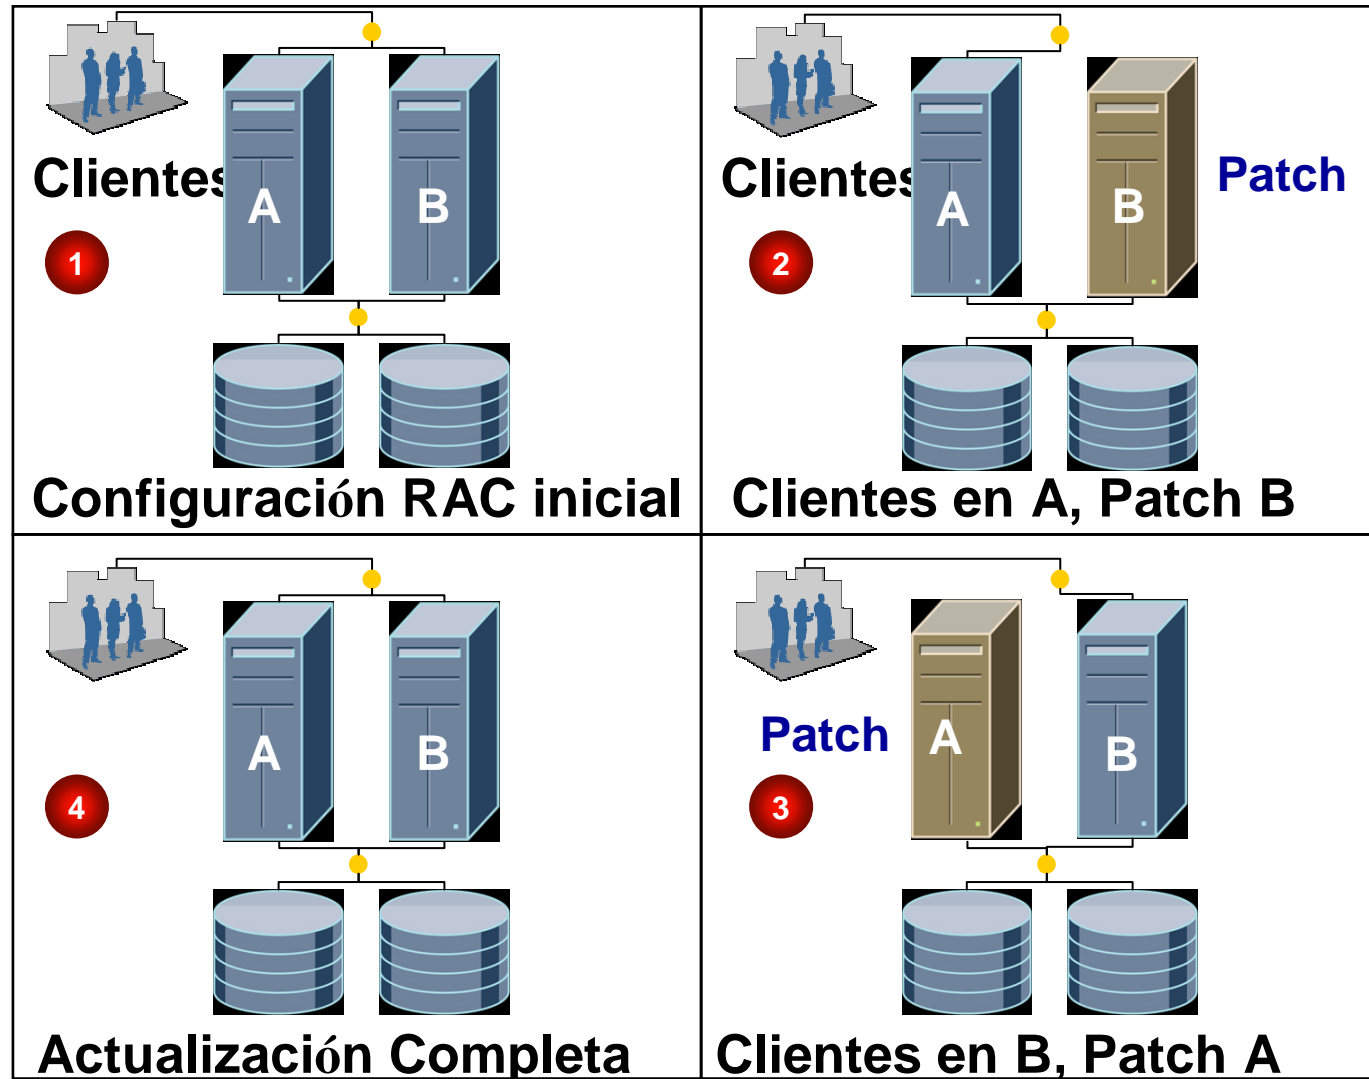 Clientes
A
B
1
Configuración RAC inicial
Clientes
A
B
Patch
2
Clientes en A, Patch B
A
B
4
Actualización Completa
Patch
A
B
3
Clientes en B, Patch A